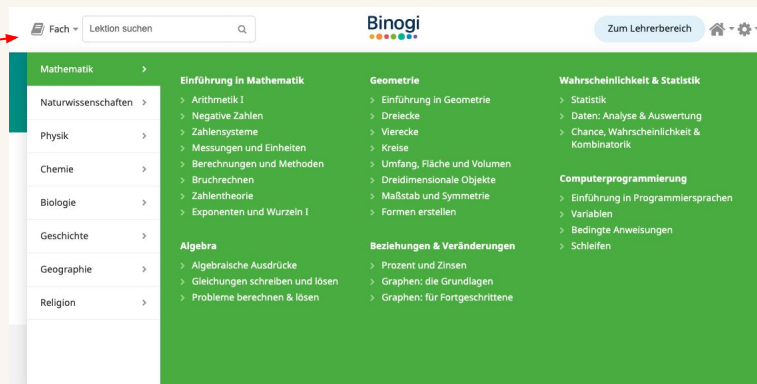 Fach
Lektion suchen
Binogi
Zum Lehrerbereich
Mathematik
Naturwissenschaften
Physik
Chemie
Biologie
Geschichte
Geographie
Religion
Einführung in Mathematik
Arithmetik I
Negative Zahlen
Zahlensysteme
Messungen und Einheiten
Berechnungen und Methoden
Bruchrechnen
Zahlentheorie
Exponenten und Wurzeln I
Algebra
Algebraische Ausdrücke
Gleichungen schreiben und lösen
Probleme berechnen & lösen
Geometrie
Einführung in Geometrie
Dreiecke
Vierecke
Kreise
Umfang, Fläche und Volumen
Dreidimensionale Objekte
Maßstab und Symmetrie
Formen erstellen
Beziehungen & Veränderungen
Prozent und Zinsen
Graphen: die Grundlagen
Graphen: für Fortgeschrittene
Wahrscheinlichkeit & Statistik
Statistik
Daten: Analyse & Auswertung
Chance, Wahrscheinlichkeit &
Kombinatorik
Computerprogrammierung
Einführung in Programmiersprachen
Variablen
Bedingte Anweisungen
Schleifen